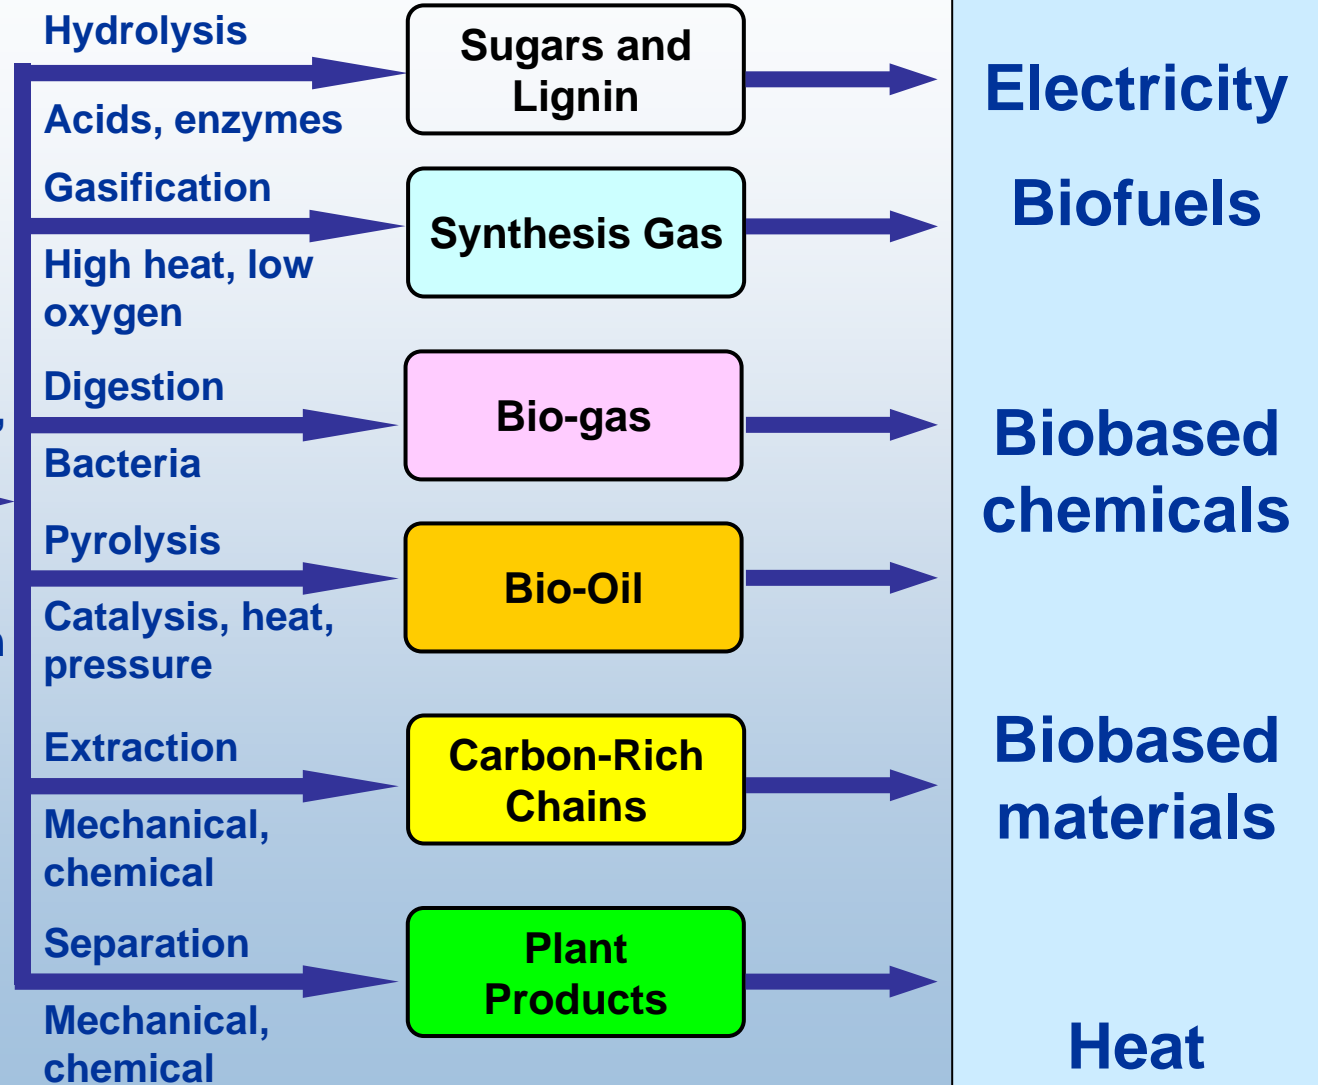 Hydrolysis
Acids, enzymes
Sugars and
Lignin
Gasification
High heat, low
oxygen
Synthesis Gas
Digestion
Bacteria
Bio-gas
Pyrolysis
Catalysis, heat,
pressure
Bio-Oil
Extraction
Mechanical,
chemical
Carbon-Rich
Chains
Separation
Mechanical,
chemical
Plant
Products
Electricity
Biofuels
Biobased
chemicals
Biobased
materials
Heat